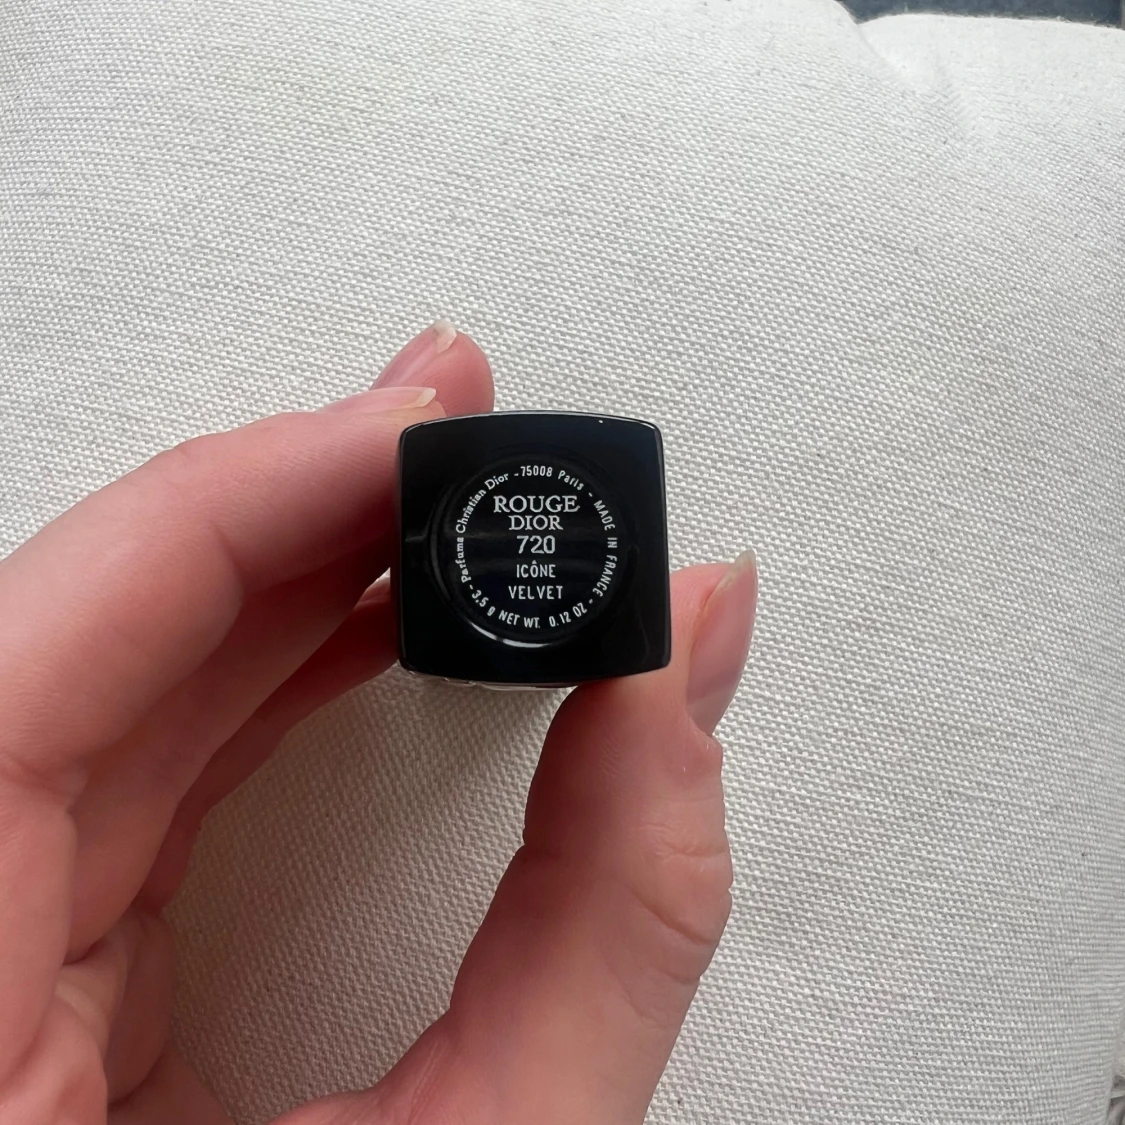 Parfums Christian Dior - 75008 Paris - MADE IN FRANCE - 3,5 g NET WT. 0.12 OZ -
ROUGE
DIOR
720
ICÔNE
VELVET